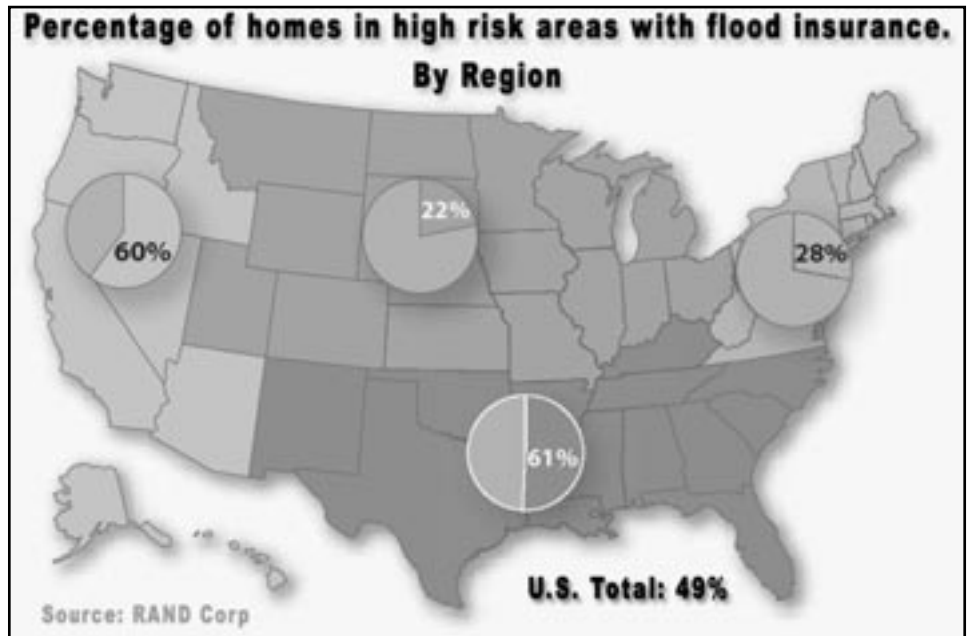 Percentage of homes in high risk areas with flood insurance.
By Region
22%
28%
60%
61%
U.S. Total: 49%
Source: RAND Corp